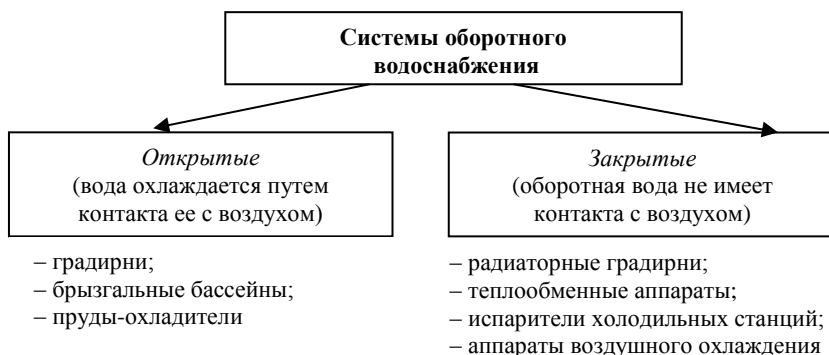 Системы оборотного
водоснабжения
Открытые
(вода охлаждается путем
контакта ее с воздухом)
– градирни;
– брызгальные бассейны;
– пруды-охладители
Закрытые
(оборотная вода не имеет
контакта с воздухом)
– радиаторные градирни;
– теплообменные аппараты;
– испарители холодильных станций;
– аппараты воздушного охлаждения